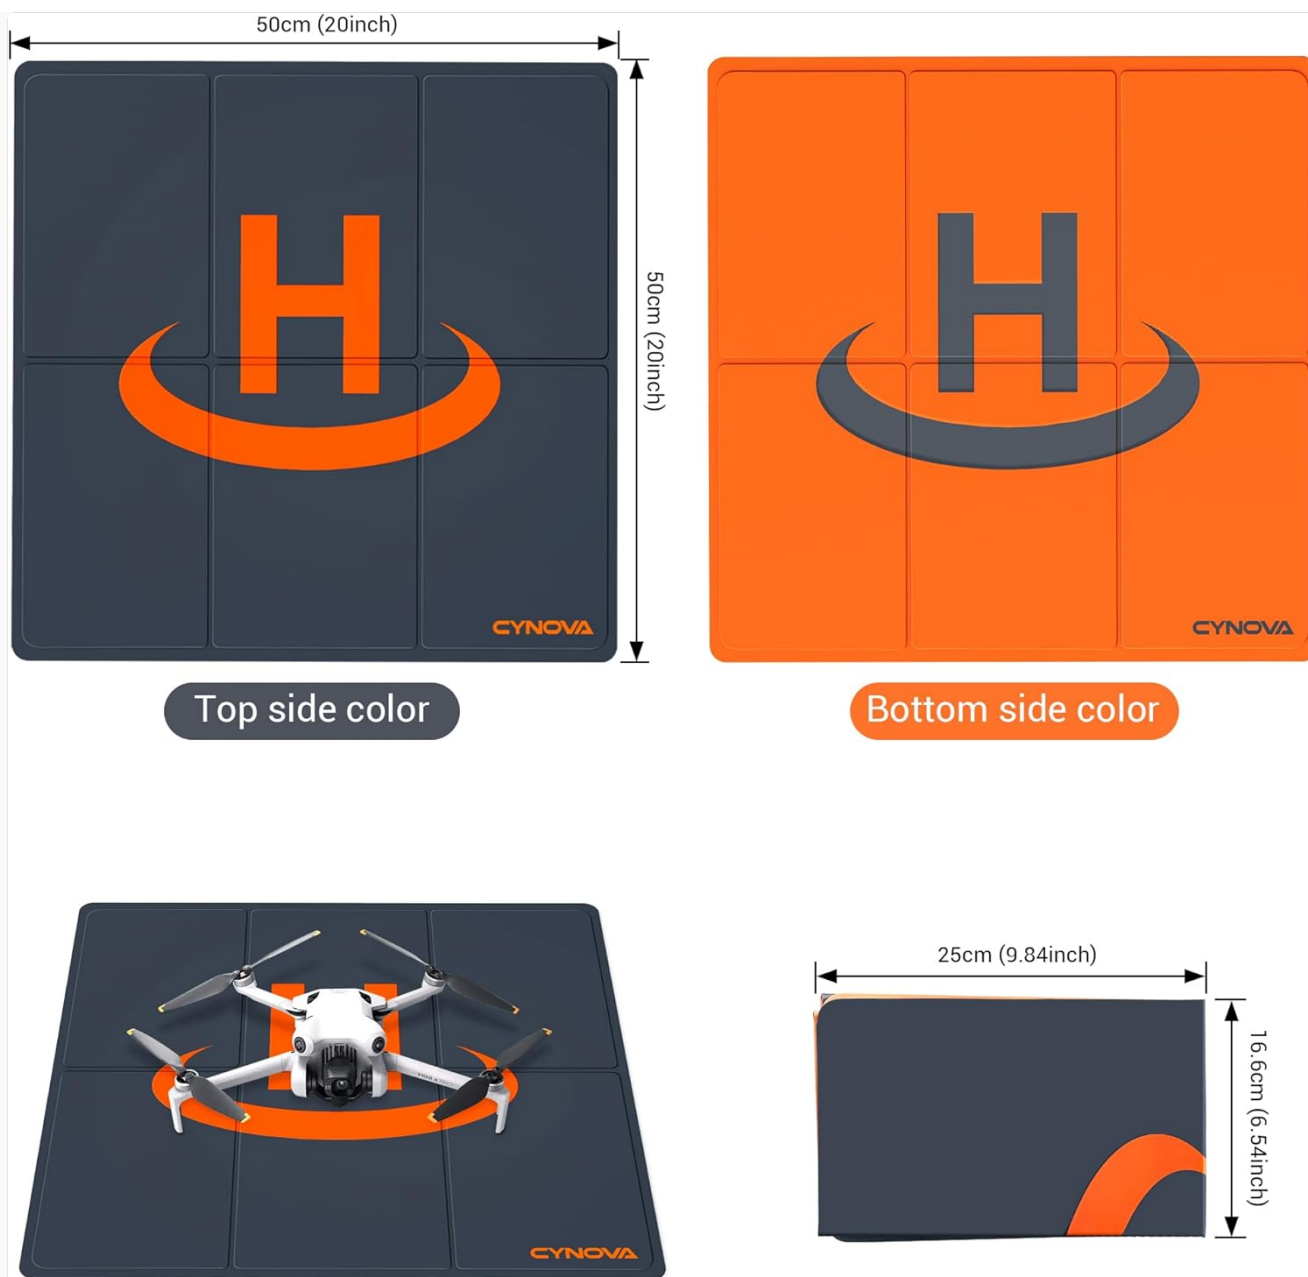 50cm (20inch)
H
50cm (20inch)
CYNOVA
Top side color
H
CYNOVA
Bottom side color
CYNOVA
25cm (9.84inch)
16.6cm (6.54inch)